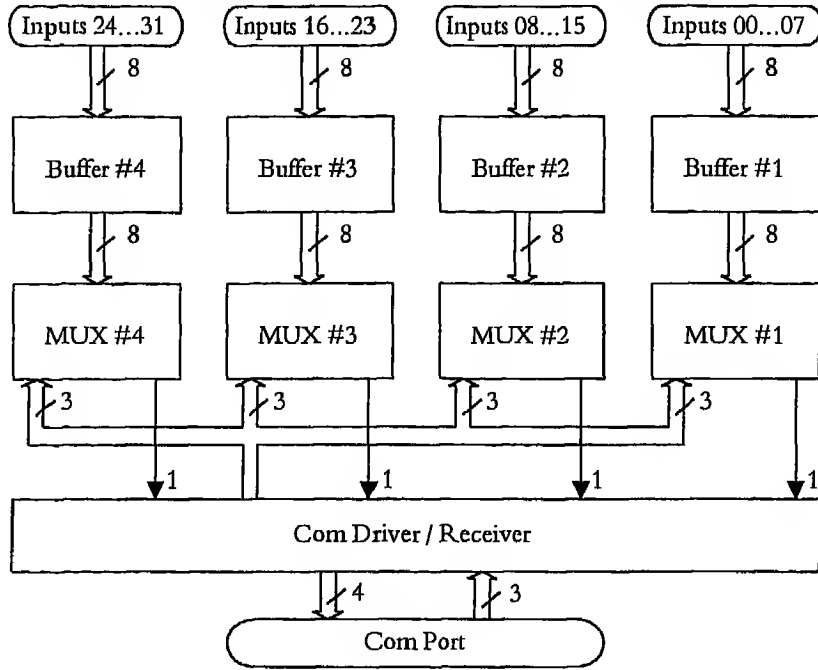 Inputs 24...31 Inputs 16...23 Inputs 08...15 Inputs 00...07
8 8 8 8
Buffer #4 Buffer #3 Buffer #2 Buffer #1
8 8 8 8
MUX #4 MUX #3 MUX #2 MUX #1
3 3 3 3
1 1 1 1
Com Driver / Receiver
4 3
Com Port